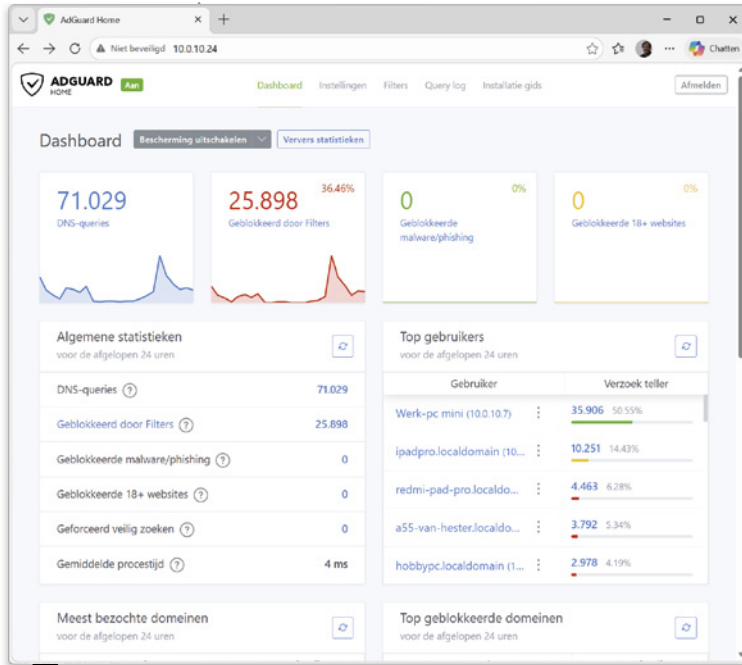 AdGuard Home
Niet beveiligd 10.0.10.24
Chatten
ADGUARD
HOME
Aan
Dashboard Instellingen Filters Query log Installatie gids
Afmelden
Dashboard
Bescherming uitschakelen
Ververs statistieken
71.029
DNS-queries
36.46%
25.898
Geblokkeerd door Filters
0%
0
Geblokkeerde
malware/phishing
0%
0
Geblokkeerde 18+ websites
Algemene statistieken
voor de afgelopen 24 uren
DNS-queries ? 71.029
Geblokkeerd door Filters ? 25.898
Geblokkeerde malware/phishing ? 0
Geblokkeerde 18+ websites ? 0
Geforceerd veilig zoeken ? 0
Gemiddelde procestijd ? 4 ms
Top gebruikers
voor de afgelopen 24 uren
Gebruiker Verzoek teller
Werk-pc mini (10.0.10.7) 35.906 50.55%
ipadpro.localdomain (10... 10.251 14.43%
redmi-pad-pro.localdo... 4.463 6.28%
a55-van-hester.localdo... 3.792 5.34%
hobbypc.localdomain (1... 2.978 4.19%
Meest bezochte domeinen
voor de afgelopen 24 uren
Top geblokkeerde domeinen
voor de afgelopen 24 uren